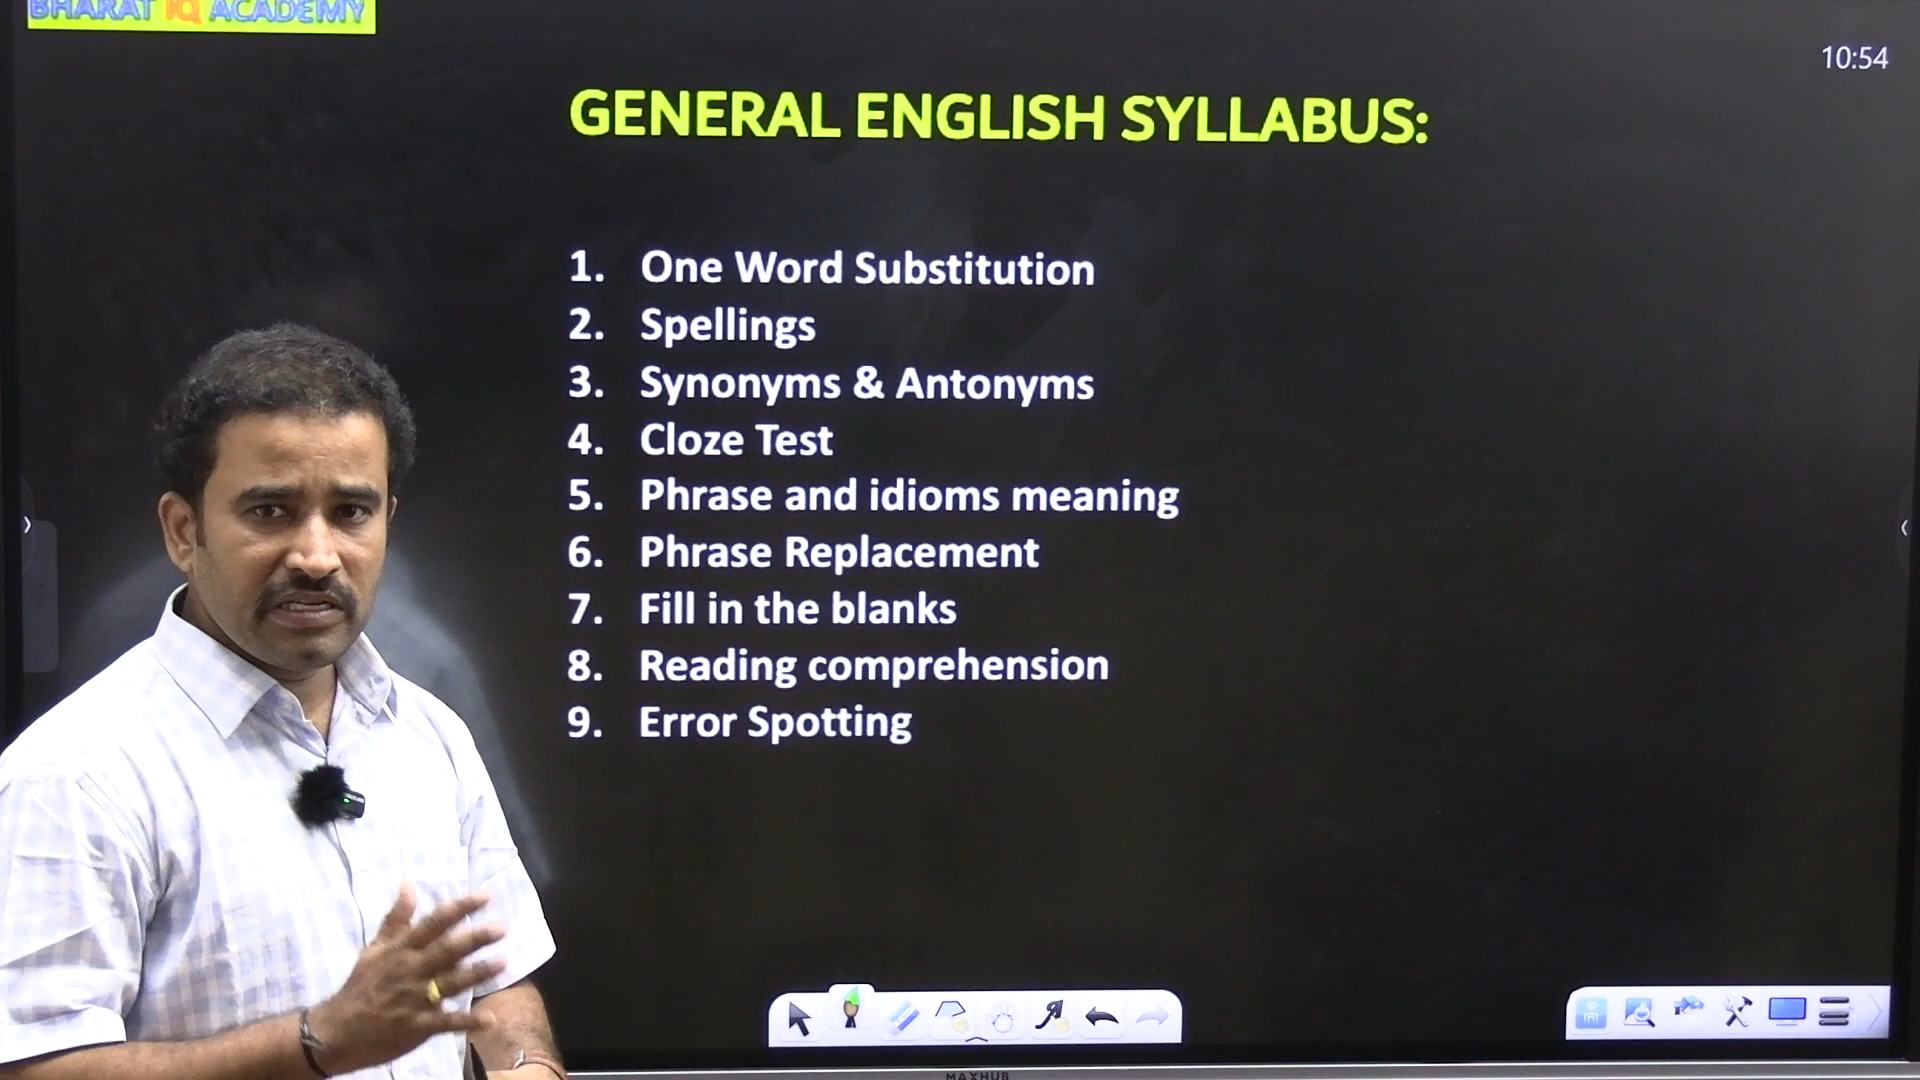 BHARAT IQ ACADEMY
10:54
GENERAL ENGLISH SYLLABUS:
1. One Word Substitution
2. Spellings
3. Synonyms & Antonyms
4. Cloze Test
5. Phrase and idioms meaning
6. Phrase Replacement
7. Fill in the blanks
8. Reading comprehension
9. Error Spotting
MAXHUB